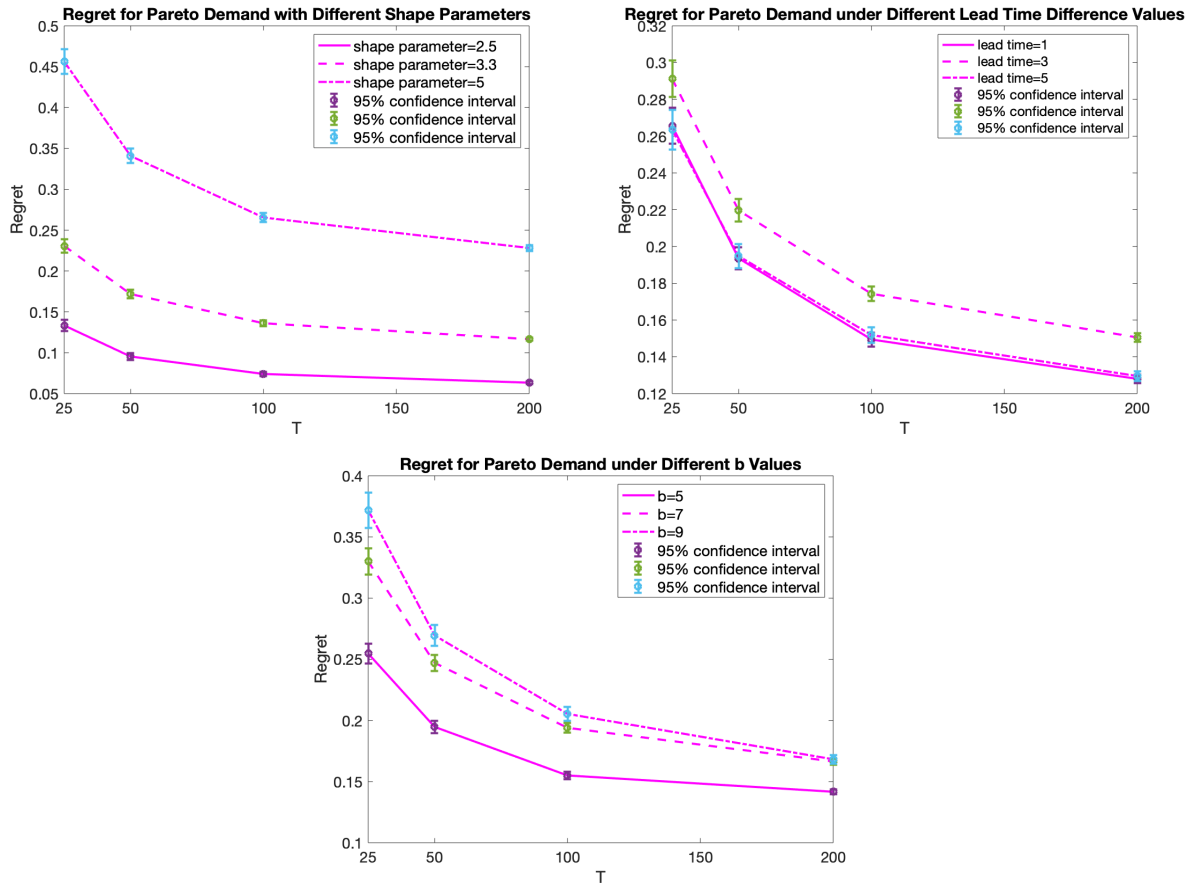 Regret for Pareto Demand with Different Shape Parameters
0.5
0.45
0.4
0.35
0.3
0.25
0.2
0.15
0.1
0.05
Regret
shape parameter=2.5
shape parameter=3.3
shape parameter=5
95% confidence interval
95% confidence interval
95% confidence interval
25
50
100
150
200
T
Regret for Pareto Demand under Different Lead Time Difference Values
0.32
0.3
0.28
0.26
0.24
0.22
0.2
0.18
0.16
0.14
0.12
Regret
lead time=1
lead time=3
lead time=5
95% confidence interval
95% confidence interval
95% confidence interval
25
50
100
150
200
T
Regret for Pareto Demand under Different b Values
0.4
0.35
0.3
0.25
0.2
0.15
0.1
Regret
b=5
b=7
b=9
95% confidence interval
95% confidence interval
95% confidence interval
25
50
100
150
200
T